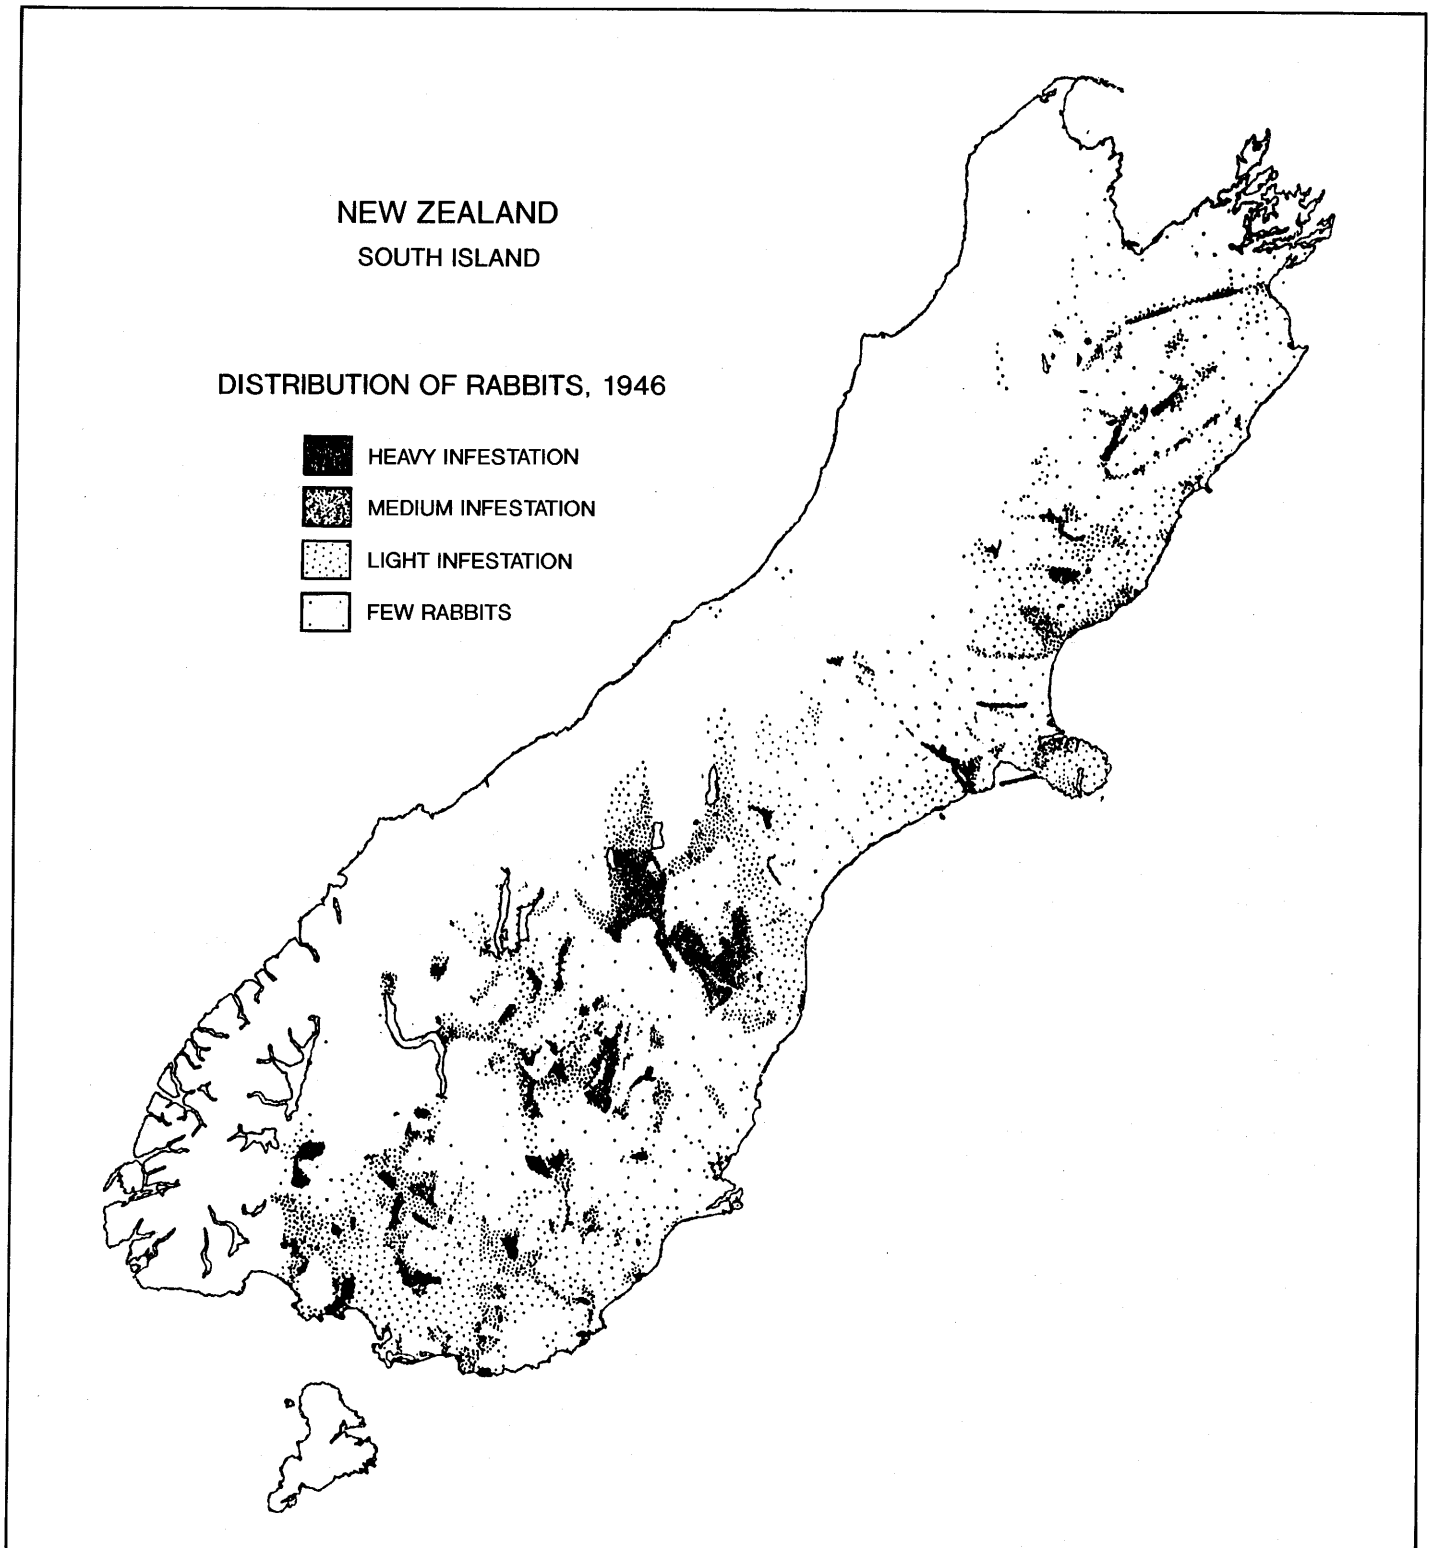 NEW ZEALAND
SOUTH ISLAND
DISTRIBUTION OF RABBITS, 1946
HEAVY INFESTATION
MEDIUM INFESTATION
LIGHT INFESTATION
FEW RABBITS